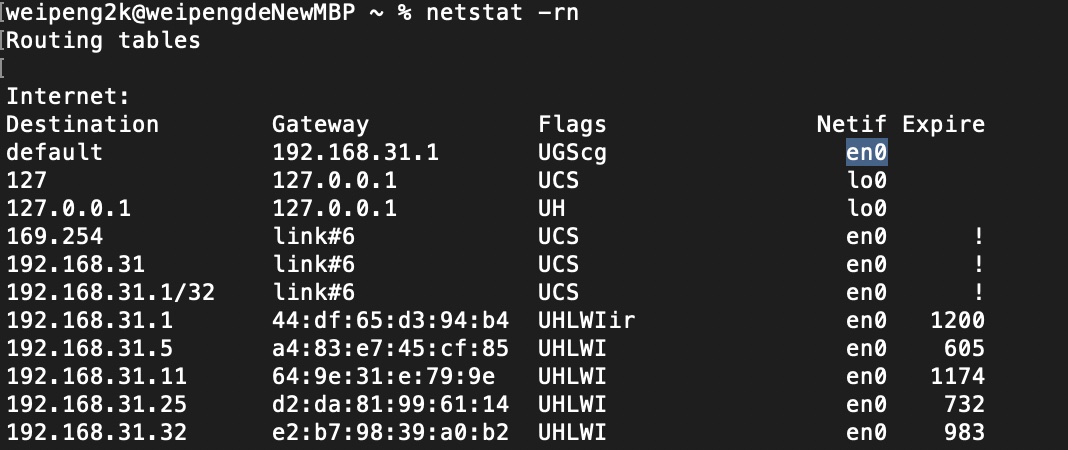 weipeng2k@weipengdeNewMBP ~ % netstat -rn
Routing tables
Internet:
Destination Gateway Flags Netif Expire
default 192.168.31.1 UGScg en0
127 127.0.0.1 UCS lo0
127.0.0.1 127.0.0.1 UH lo0
169.254 link#6 UCS en0 !
192.168.31 link#6 UCS en0 !
192.168.31.1/32 link#6 UCS en0 !
192.168.31.1 44:df:65:d3:94:b4 UHLWIir en0 1200
192.168.31.5 a4:83:e7:45:cf:85 UHLWI en0 605
192.168.31.11 64:9e:31:e:79:9e UHLWI en0 1174
192.168.31.25 d2:da:81:99:61:14 UHLWI en0 732
192.168.31.32 e2:b7:98:39:a0:b2 UHLWI en0 983